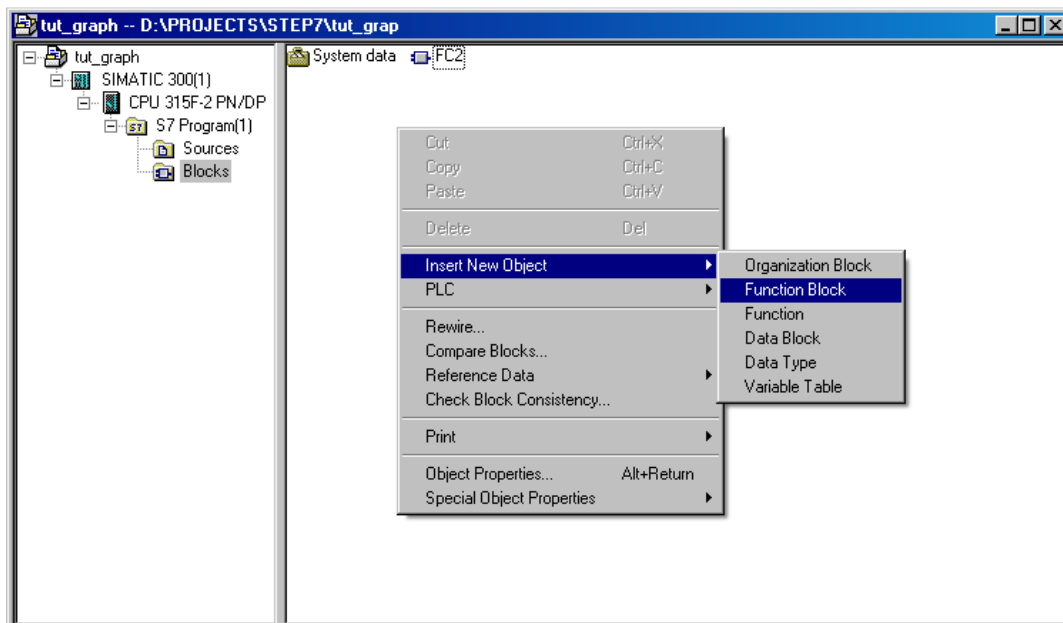 tut_graph -- D:\PROJECTS\STEP7\tut_grap
tut_graph
SIMATIC 300(1)
CPU 315F-2 PN/DP
S7 Program(1)
Sources
Blocks
System data FC2
Cut Ctrl+X
Copy Ctrl+C
Paste Ctrl+V
Delete Del
Insert New Object
PLC
Rewire...
Compare Blocks...
Reference Data
Check Block Consistency...
Print
Object Properties... Alt+Return
Special Object Properties
Organization Block
Function Block
Function
Data Block
Data Type
Variable Table